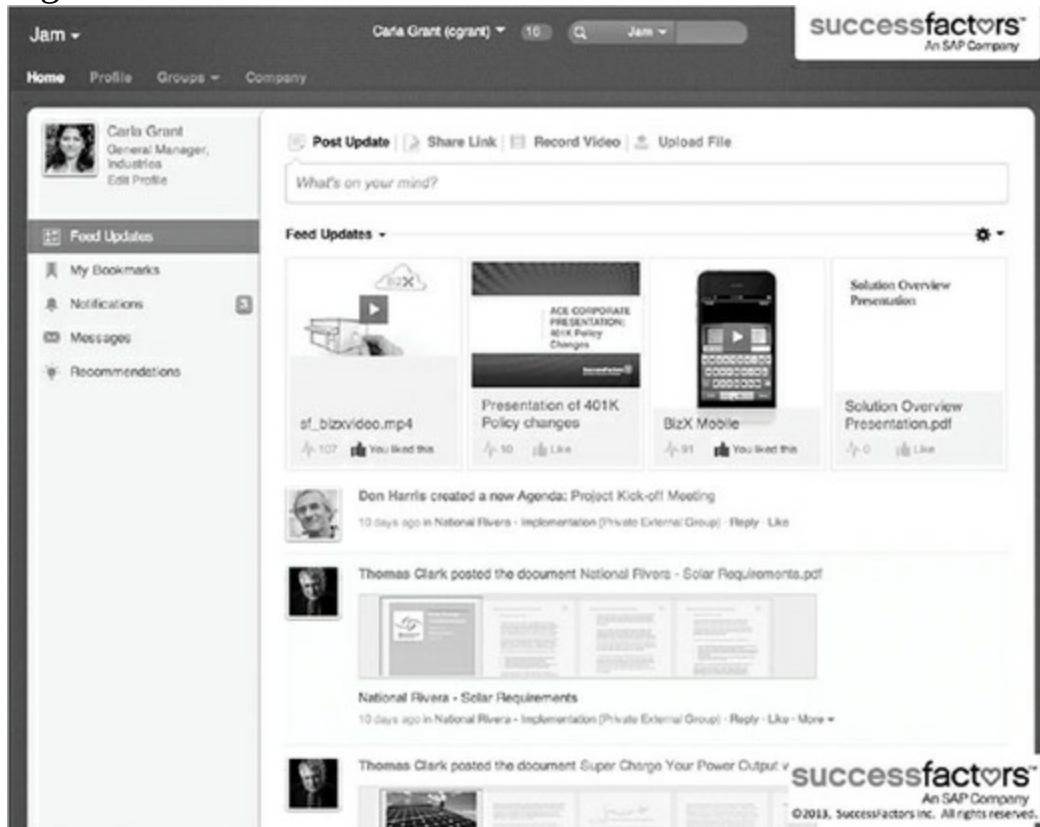 Jam
Carla Grant (cgrant) 16 Jam
successfactors™
An SAP Company
Home Profile Groups Company
Carla Grant
General Manager,
Industries
Edit Profile
Post Update | Share Link | Record Video | Upload File
What's on your mind?
Feed Updates
My Bookmarks
Notifications 3
Messages
Recommendations
Feed Updates
BizX
sf_bizxvideo.mp4
107 You liked this
ACE CORPORATE
PRESENTATION:
401K Policy
Changes
SuccessFactors
Presentation of 401K
Policy changes
10 Like
BizX Mobile
91 You liked this
Solution Overview
Presentation
Solution Overview
Presentation.pdf
0 Like
Don Harris created a new Agenda: Project Kick-off Meeting
10 days ago in National Rivera - Implementation (Private External Group) · Reply · Like
Thomas Clark posted the document National Rivera - Solar Requirements.pdf
National Rivera - Solar Requirements
10 days ago in National Rivera - Implementation (Private External Group) · Reply · Like · More
Thomas Clark posted the document Super Charge Your Power Output
successfactors™
An SAP Company
©2013, SuccessFactors Inc. All rights reserved.